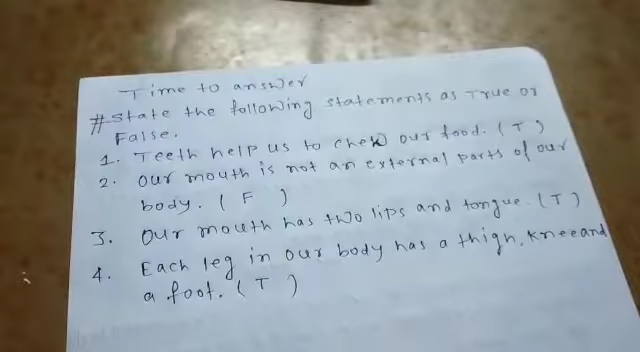 Time to answer
# State the following statements as True or
False.
1. Teeth help us to chew our food. (T)
2. Our mouth is not an external parts of our
body. (F)
3. Our mouth has two lips and tongue. (T)
4. Each leg in our body has a thigh, knee and
a foot. (T)